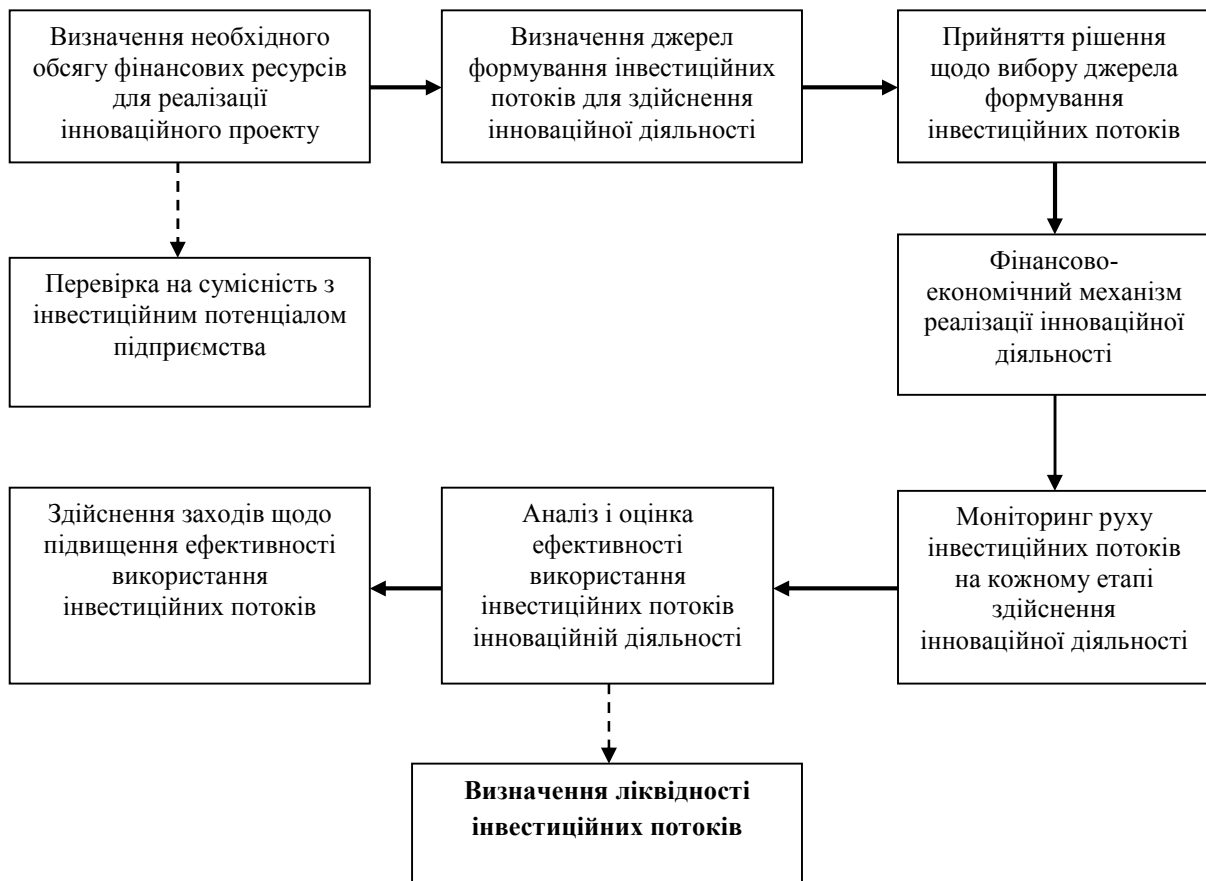 Визначення необхідного
обсягу фінансових ресурсів
для реалізації
інноваційного проекту
Визначення джерел
формування інвестиційних
потоків для здійснення
інноваційної діяльності
Прийняття рішення
щодо вибору джерела
формування
інвестиційних потоків
Перевірка на сумісність з
інвестиційним потенціалом
підприємства
Фінансово-
економічний механізм
реалізації інноваційної
діяльності
Здійснення заходів щодо
підвищення ефективності
використання
інвестиційних потоків
Аналіз і оцінка
ефективності
використання
інвестиційних потоків
інноваційній діяльності
Моніторинг руху
інвестиційних потоків
на кожному етапі
здійснення
інноваційної діяльності
Визначення ліквідності
інвестиційних потоків